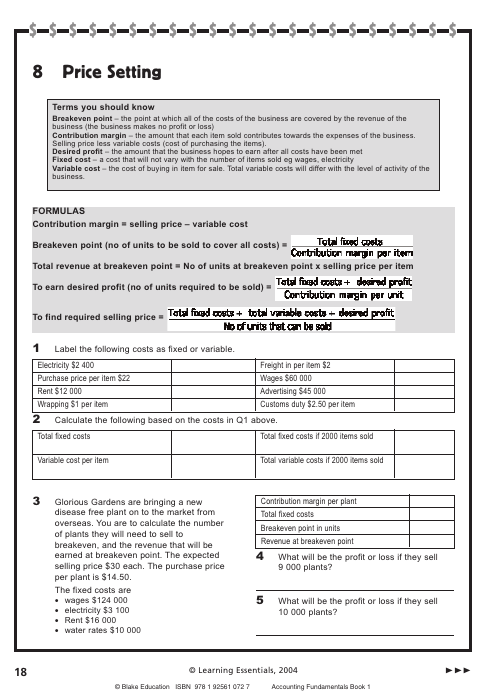 8 Price Setting
Terms you should know
Breakeven point – the point at which all of the costs of the business are covered by the revenue of the
business (the business makes no profit or loss)
Contribution margin – the amount that each item sold contributes towards the expenses of the business.
Selling price less variable costs (cost of purchasing the items).
Desired profit – the amount that the business hopes to earn after all costs have been met
Fixed cost – a cost that will not vary with the number of items sold eg wages, electricity
Variable cost – the cost of buying in item for sale. Total variable costs will differ with the level of activity of the
business.
FORMULAS
Contribution margin = selling price – variable cost
Breakeven point (no of units to be sold to cover all costs) = Total fixed costs
Contribution margin per item
Total revenue at breakeven point = No of units at breakeven point x selling price per item
To earn desired profit (no of units required to be sold) = Total fixed costs + desired profit
Contribution margin per unit
To find required selling price = Total fixed costs + total variable costs + desired profit
No of units that can be sold
1 Label the following costs as fixed or variable.
Electricity $2 400 Freight in per item $2
Purchase price per item $22 Wages $60 000
Rent $12 000 Advertising $45 000
Wrapping $1 per item Customs duty $2.50 per item
2 Calculate the following based on the costs in Q1 above.
Total fixed costs Total fixed costs if 2000 items sold
Variable cost per item Total variable costs if 2000 items sold
3 Glorious Gardens are bringing a new
disease free plant on to the market from
overseas. You are to calculate the number
of plants they will need to sell to
breakeven, and the revenue that will be
earned at breakeven point. The expected
selling price $30 each. The purchase price
per plant is $14.50.
The fixed costs are
• wages $124 000
• electricity $3 100
• Rent $16 000
• water rates $10 000
Contribution margin per plant
Total fixed costs
Breakeven point in units
Revenue at breakeven point
4 What will be the profit or loss if they sell
9 000 plants?
5 What will be the profit or loss if they sell
10 000 plants?
18 © Learning Essentials, 2004
© Blake Education ISBN 978 1 92561 072 7 Accounting Fundamentals Book 1